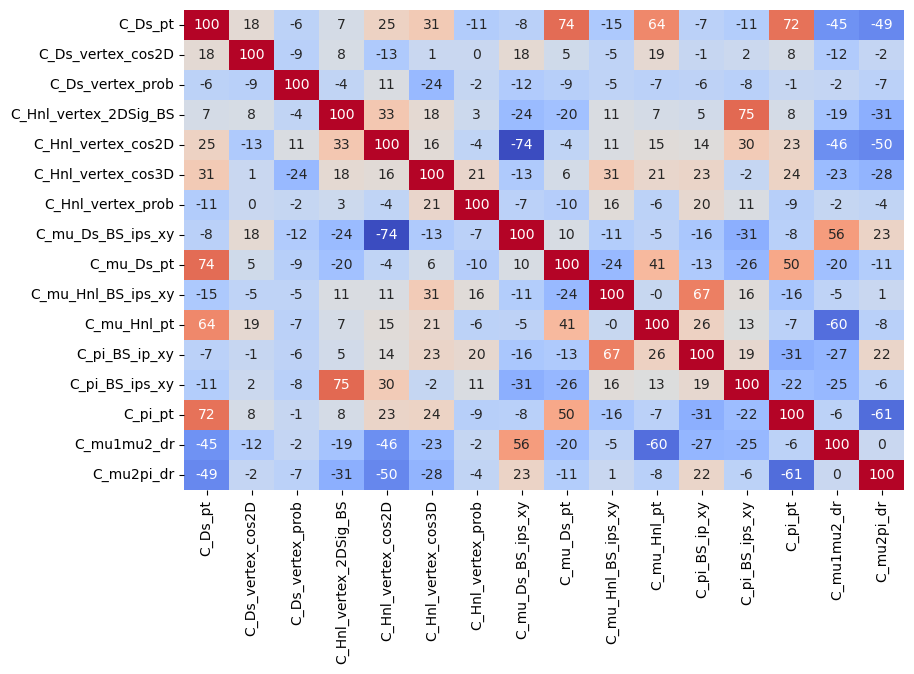 C_Ds_pt 100 18 -6 7 25 31 -11 -8 74 -15 64 -7 -11 72 -45 -49
C_Ds_vertex_cos2D 18 100 -9 8 -13 1 0 18 5 -5 19 -1 2 8 -12 -2
C_Ds_vertex_prob -6 -9 100 -4 11 -24 -2 -12 -9 -5 -7 -6 -8 -1 -2 -7
C_Hnl_vertex_2DSig_BS 7 8 -4 100 33 18 3 -24 -20 11 7 5 75 8 -19 -31
C_Hnl_vertex_cos2D 25 -13 11 33 100 16 -4 -74 -4 11 15 14 30 23 -46 -50
C_Hnl_vertex_cos3D 31 1 -24 18 16 100 21 -13 6 31 21 23 -2 24 -23 -28
C_Hnl_vertex_prob -11 0 -2 3 -4 21 100 -7 -10 16 -6 20 11 -9 -2 -4
C_mu_Ds_BS_ips_xy -8 18 -12 -24 -74 -13 -7 100 10 -11 -5 -16 -31 -8 56 23
C_mu_Ds_pt 74 5 -9 -20 -4 6 -10 10 100 -24 41 -13 -26 50 -20 -11
C_mu_Hnl_BS_ips_xy -15 -5 -5 11 11 31 16 -11 -24 100 -0 67 16 -16 -5 1
C_mu_Hnl_pt 64 19 -7 7 15 21 -6 -5 41 -0 100 26 13 -7 -60 -8
C_pi_BS_ip_xy -7 -1 -6 5 14 23 20 -16 -13 67 26 100 19 -31 -27 22
C_pi_BS_ips_xy -11 2 -8 75 30 -2 11 -31 -26 16 13 19 100 -22 -25 -6
C_pi_pt 72 8 -1 8 23 24 -9 -8 50 -16 -7 -31 -22 100 -6 -61
C_mu1mu2_dr -45 -12 -2 -19 -46 -23 -2 56 -20 -5 -60 -27 -25 -6 100 0
C_mu2pi_dr -49 -2 -7 -31 -50 -28 -4 23 -11 1 -8 22 -6 -61 0 100
C_Ds_pt
C_Ds_vertex_cos2D
C_Ds_vertex_prob
C_Hnl_vertex_2DSig_BS
C_Hnl_vertex_cos2D
C_Hnl_vertex_cos3D
C_Hnl_vertex_prob
C_mu_Ds_BS_ips_xy
C_mu_Ds_pt
C_mu_Hnl_BS_ips_xy
C_mu_Hnl_pt
C_pi_BS_ip_xy
C_pi_BS_ips_xy
C_pi_pt
C_mu1mu2_dr
C_mu2pi_dr